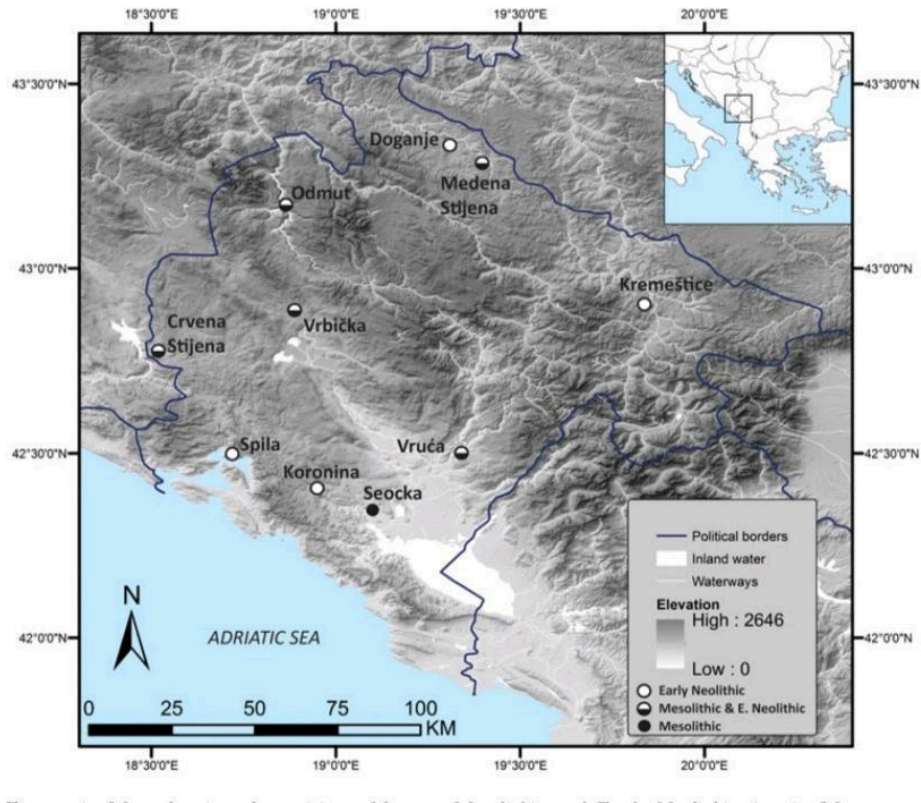 18°30'0"E 19°0'0"E 19°30'0"E 20°0'0"E
43°30'0"N 43°30'0"N
Doganje
Medena
Stijena
Odmut
43°0'0"N 43°0'0"N
Kremeštice
Crvena
Stijena
Vrbička
42°30'0"N 42°30'0"N
Spila
Vruća
Koronina
Seocka
Political borders
Inland water
Waterways
Elevation
High : 2646
Low : 0
Early Neolithic
Mesolithic & E. Neolithic
Mesolithic
N
42°0'0"N 42°0'0"N
ADRIATIC SEA
0 25 50 75 100
KM
18°30'0"E 19°0'0"E 19°30'0"E 20°0'0"E